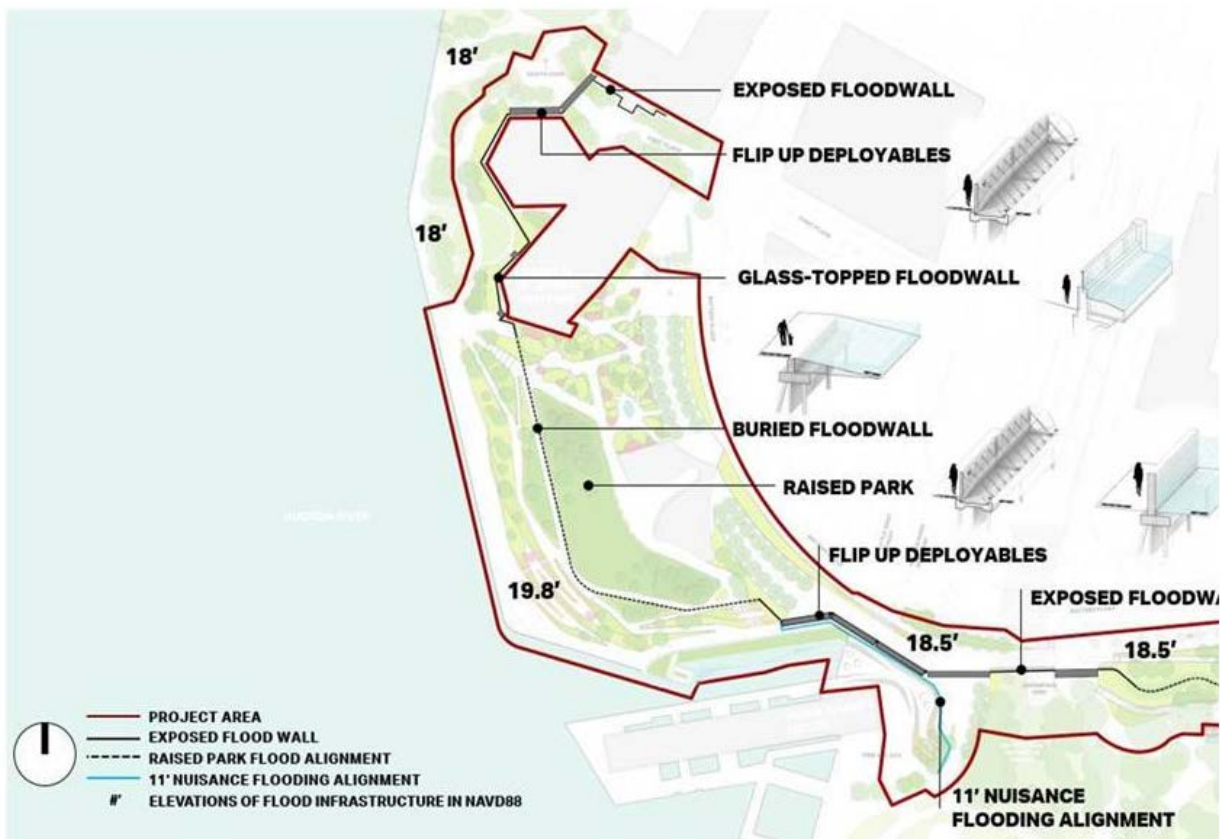 18'
EXPOSED FLOODWALL
FLIP UP DEPLOYABLES
18'
GLASS-TOPPED FLOODWALL
BURIED FLOODWALL
RAISED PARK
HUDSON RIVER
FLIP UP DEPLOYABLES
19.8'
EXPOSED FLOODWA
18.5'
18.5'
PROJECT AREA
EXPOSED FLOOD WALL
RAISED PARK FLOOD ALIGNMENT
11' NUISANCE FLOODING ALIGNMENT
#' ELEVATIONS OF FLOOD INFRASTRUCTURE IN NAVD88
11' NUISANCE
FLOODING ALIGNMENT